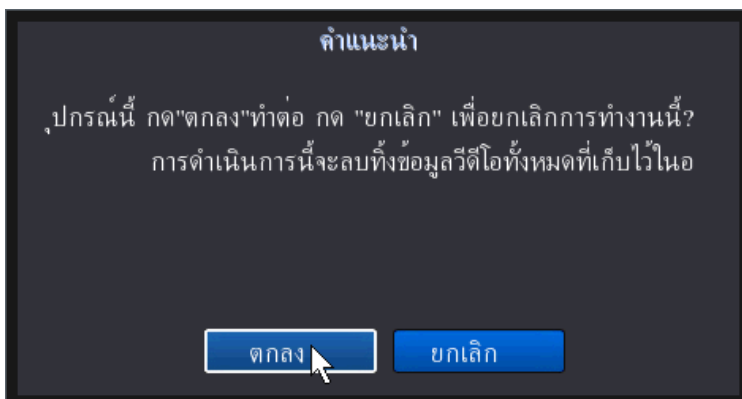 คำแนะนำ
ุปกรณ์นี้ กด"ตกลง"ทำต่อ กด "ยกเลิก" เพื่อยกเลิกการทำงานนี้?
การดำเนินการนี้จะลบทิ้งข้อมูลวีดีโอทั้งหมดที่เก็บไว้ในอ
ตกลง
ยกเลิก